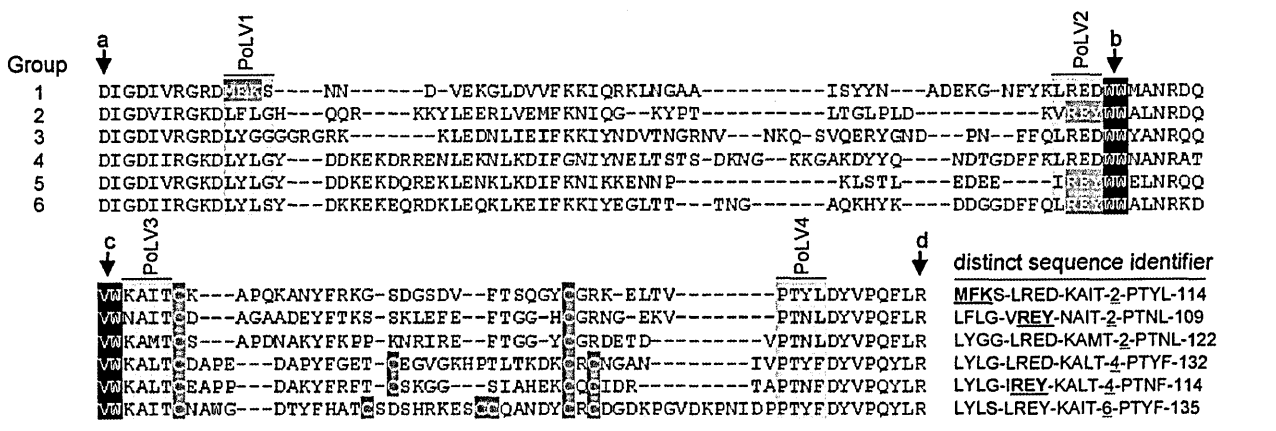 a PoLV1 PoLV2 b
Group
1 DIGDIVRGRDMFKS----NN------D-VEKGLDVVFKKIQRKLNGAA----------ISYYN---ADEKG-NFYKLREDWWMANRDQ
2 DIGDVIRGKDLFLGH---QQR----KKYLEERLVEMFKNIQG--KYPT----------LTGLPLD---------KVREYWWALNRDQ
3 DIGDIVRGKDLYGGGGRGRK-------KLEDNLIEIFKKIYNDVTNGRNV---NKQ-SVQERYGND---PN--FFQLREDWWYANRQQ
4 DIGDIIRGKDLYLGY---DDKEKDRRENLEKNLKDIFGNIYNELTSTS-DKNG--KKGAKDYYQ----NDTGDFFKLREDWWNANRAT
5 DIGDIVRGKDLYLGY---DDKEKDQREKLENKLKDIFKNIKKENNP-------------KLSTL----EDEE-----IREYWWELNRQQ
6 DIGDIIRGKDLYLSY---DKKEKEQRDKLEQKLKEIFKKIYEGLTT---TNG------AQKHYK----DDGGDFFQLREYWWALNRKD
c PoLV3 PoLV4 d
distinct sequence identifier
VWKAITCK---APQKANYFRKG-SDGSDV--FTSQGYCGRK-ELTV--------PTYLDYVPQFLR MFKS-LRED-KAIT-2-PTYL-114
VWNAITCD---AGAADEYFTKS-SKLEFE--FTGG-HCGRNG-EKV--------PTNLDYVPQFLR LFLG-VREY-NAIT-2-PTNL-109
VWKAMTCS---APDNAKYFKPP-KNRIRE--FTGG-YCGRDETD---------VPTNLDYVPQFLR LYGG-LRED-KAMT-2-PTNL-122
VWKALTCDAPE--DAPYFGET-CEGVGKHPTLTKDKCRCNGAN---------IVPTYFDYVPQYLR LYLG-LRED-KALT-4-PTYF-132
VWKALTCEAPP--DAKYFRFT-CSKGG---SIAHEKCQCIDR----------TAPTNFDYVPQYLR LYLG-IREY-KALT-4-PTNF-114
VWKAITCNAWG---DTYFHATCSDSHRKESCCQANDYCRCDGDKPGVDKPNIDPPTYFDYVPQYLR LYLS-LREY-KAIT-6-PTYF-135